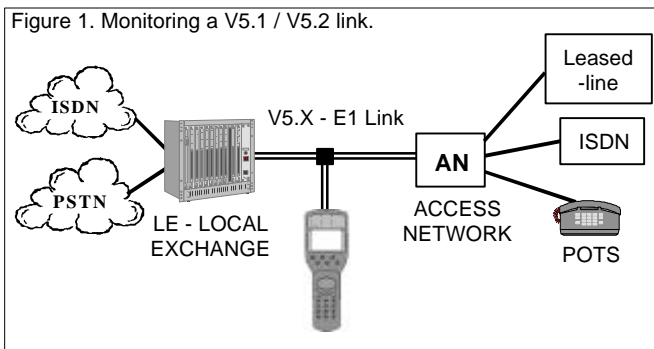 Figure 1. Monitoring a V5.1 / V5.2 link.
ISDN
PSTN
LE - LOCAL
EXCHANGE
V5.X - E1 Link
AN
ACCESS
NETWORK
Leased
-line
ISDN
POTS